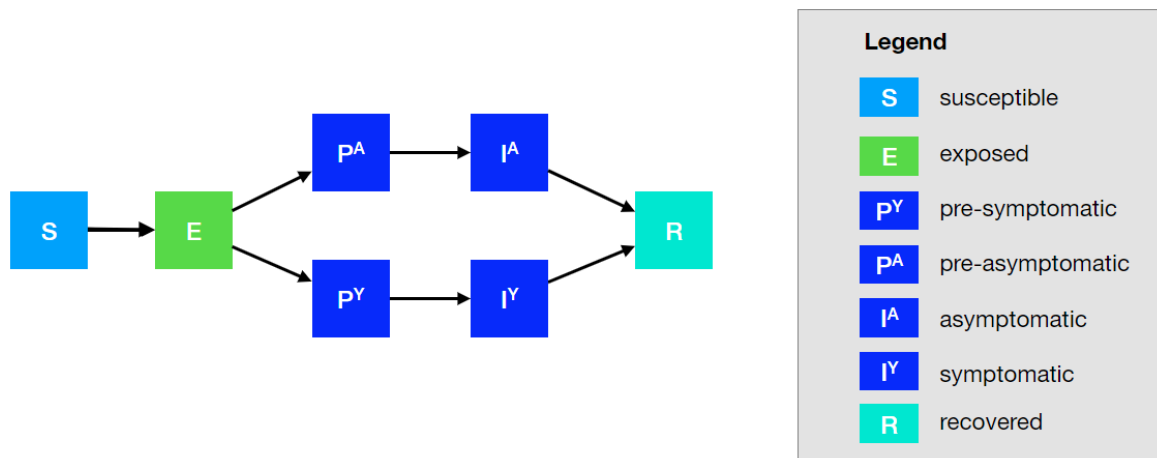 P^A
I^A
S
E
R
P^Y
I^Y
Legend
S susceptible
E exposed
P^Y pre-symptomatic
P^A pre-asymptomatic
I^A asymptomatic
I^Y symptomatic
R recovered